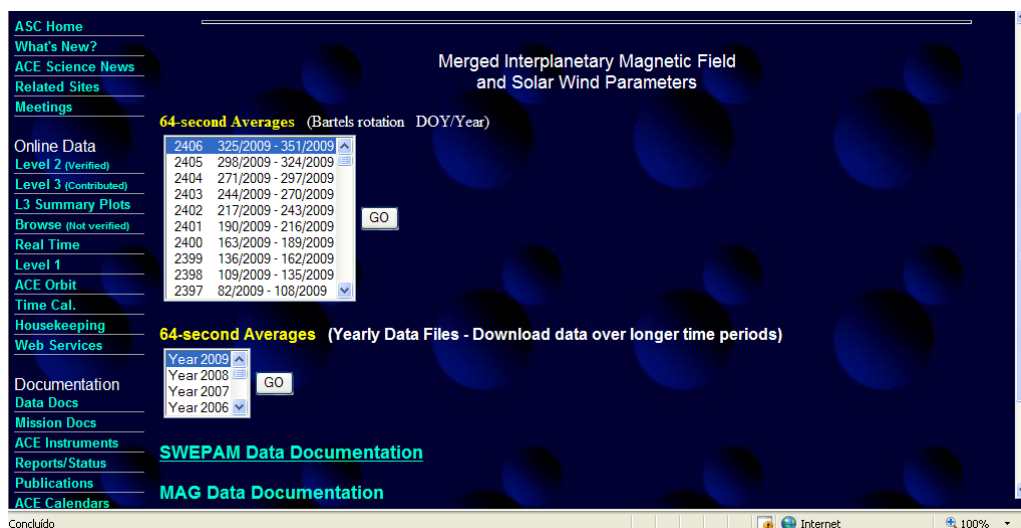 ASC Home
What's New?
ACE Science News
Related Sites
Meetings
Online Data
Level 2 (Verified)
Level 3 (Contributed)
L3 Summary Plots
Browse (Not verified)
Real Time
Level 1
ACE Orbit
Time Cal.
Housekeeping
Web Services
Documentation
Data Docs
Mission Docs
ACE Instruments
Reports/Status
Publications
ACE Calendars
Merged Interplanetary Magnetic Field
and Solar Wind Parameters
64-second Averages (Bartels rotation DOY/Year)
2406 325/2009 - 351/2009
2405 298/2009 - 324/2009
2404 271/2009 - 297/2009
2403 244/2009 - 270/2009
2402 217/2009 - 243/2009
2401 190/2009 - 216/2009
2400 163/2009 - 189/2009
2399 136/2009 - 162/2009
2398 109/2009 - 135/2009
2397 82/2009 - 108/2009
GO
64-second Averages (Yearly Data Files - Download data over longer time periods)
Year 2009
Year 2008
Year 2007
Year 2006
GO
SWEPAM Data Documentation
MAG Data Documentation
Concluído
Internet
100%